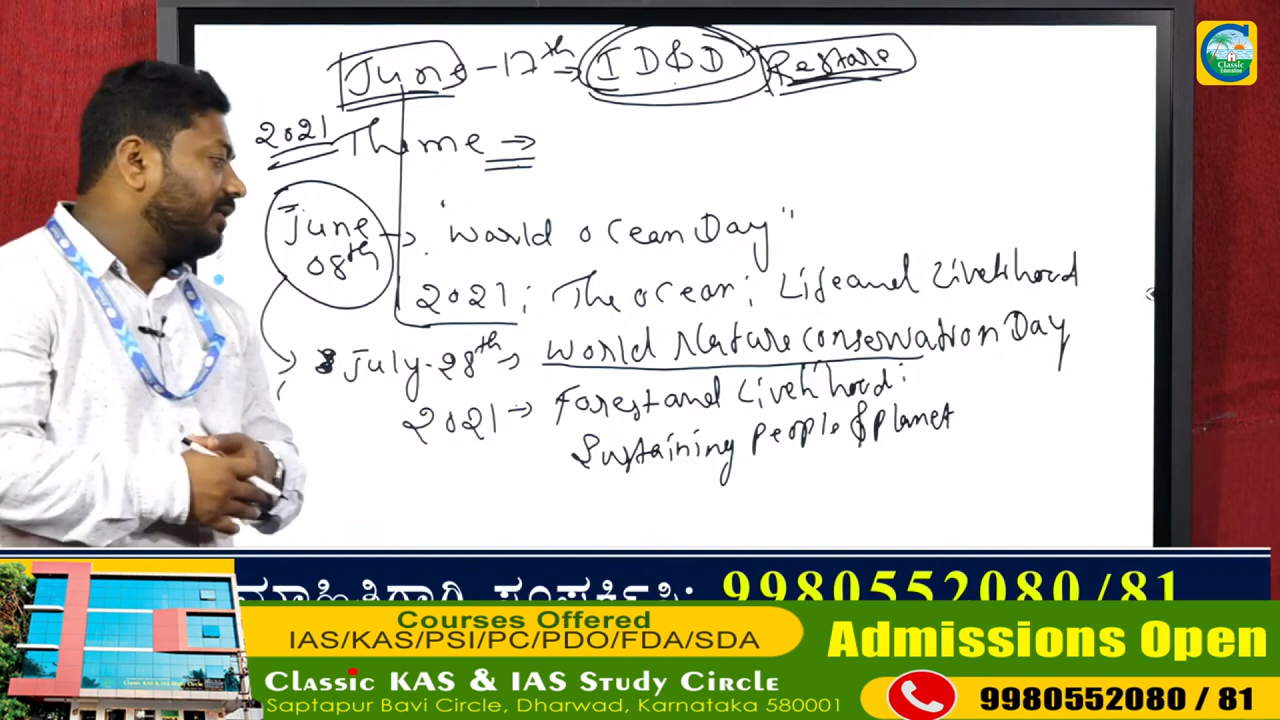 June - 17th → ID&D Restore
2021 Theme →
June 08th → "World Ocean Day"
2021; The Ocean; Life and Livelihood
July-28th → World Nature Conservation Day
2021 → Forest and Livelihood:
Sustaining People & Planet
Classic
Education
ಮಾಹಿತಿಗಾಗಿ ಸಂಪರ್ಕಿಸಿ: 9980552080 / 81
Courses Offered
IAS/KAS/PSI/PC/PDO/FDA/SDA
Admissions Open
Classic KAS & IAS Study Circle
Saptapur Bavi Circle, Dharwad, Karnataka 580001
9980552080 / 81